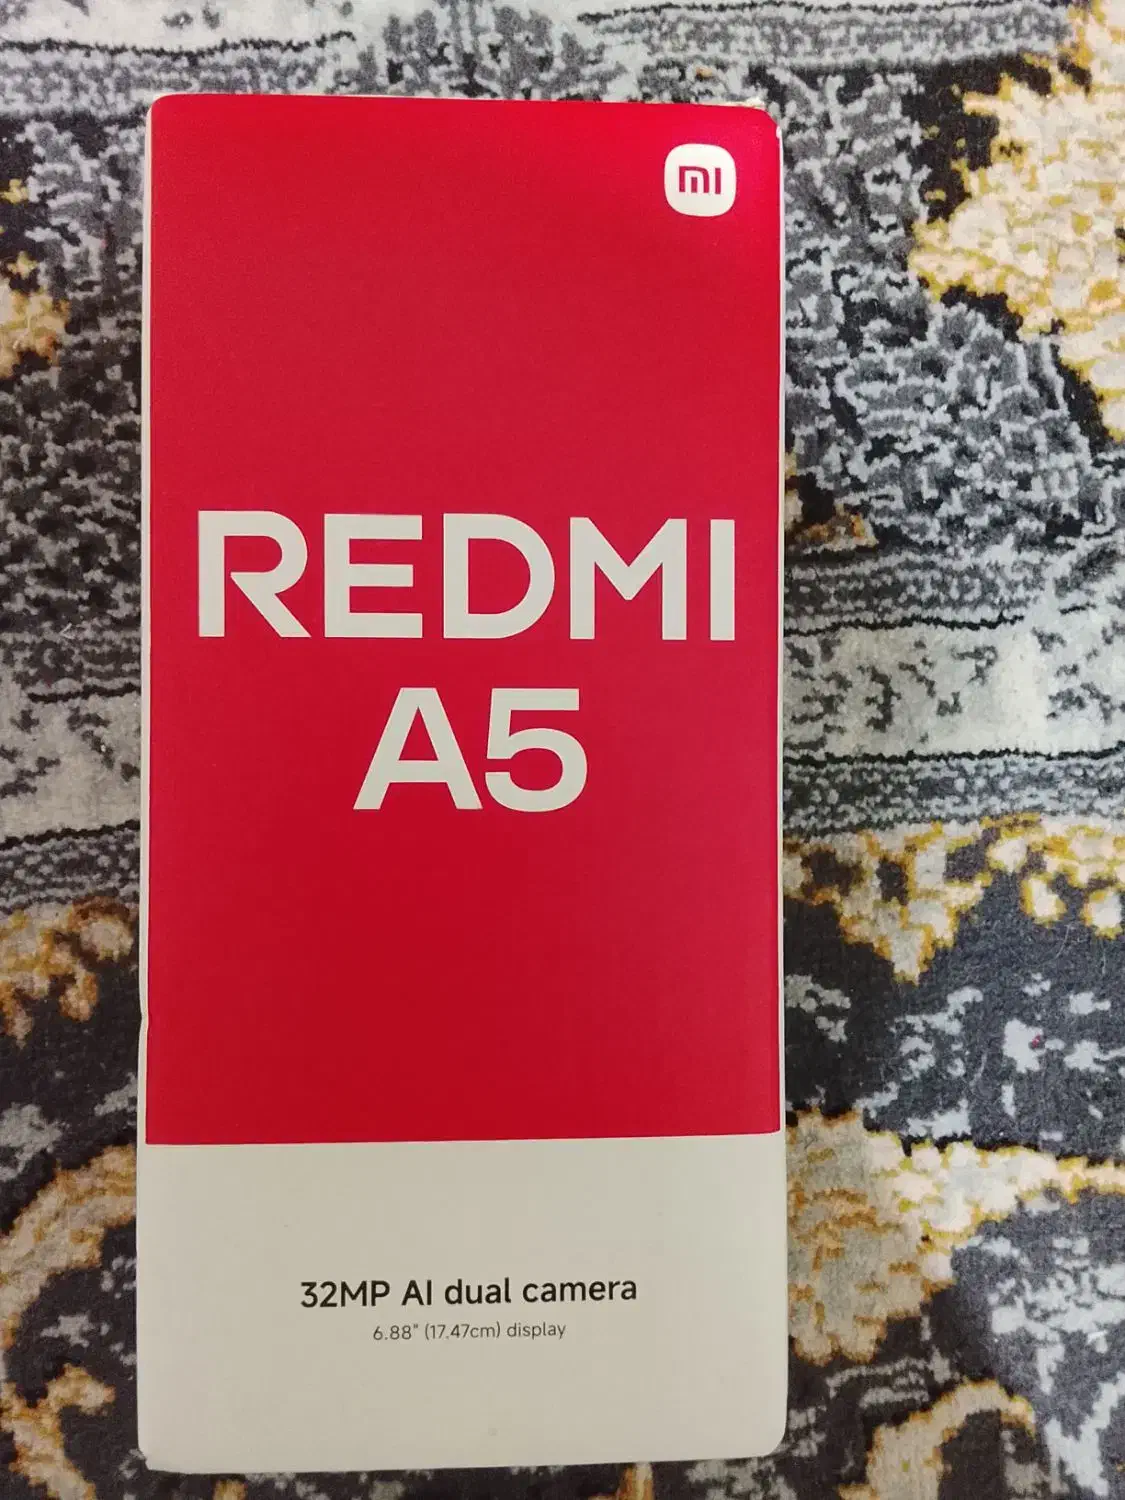 mi
REDMI
A5
32MP AI dual camera
6.88" (17.47cm) display